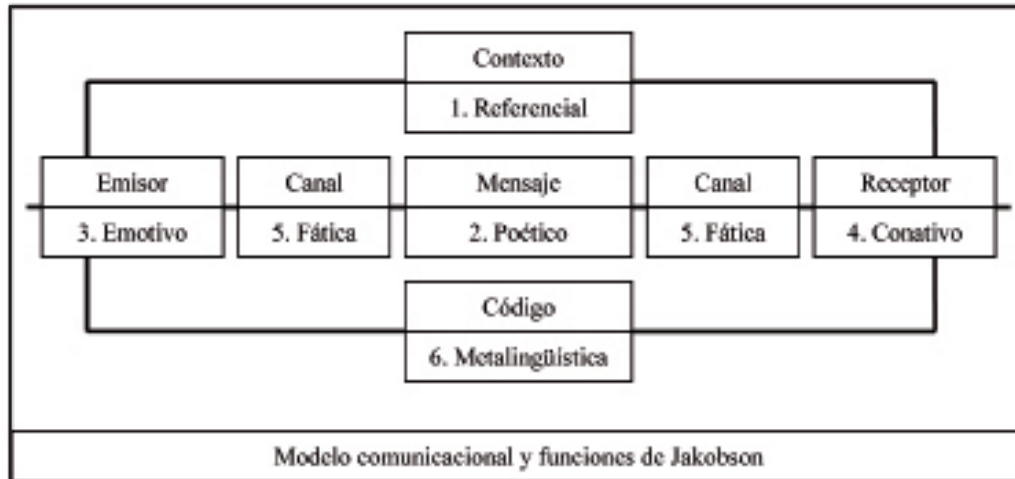 Contexto
1. Referencial
Emisor Canal Mensaje Canal Receptor
3. Emotivo 5. Fática 2. Poético 5. Fática 4. Conativo
Código
6. Metalingüística
Modelo comunicacional y funciones de Jakobson